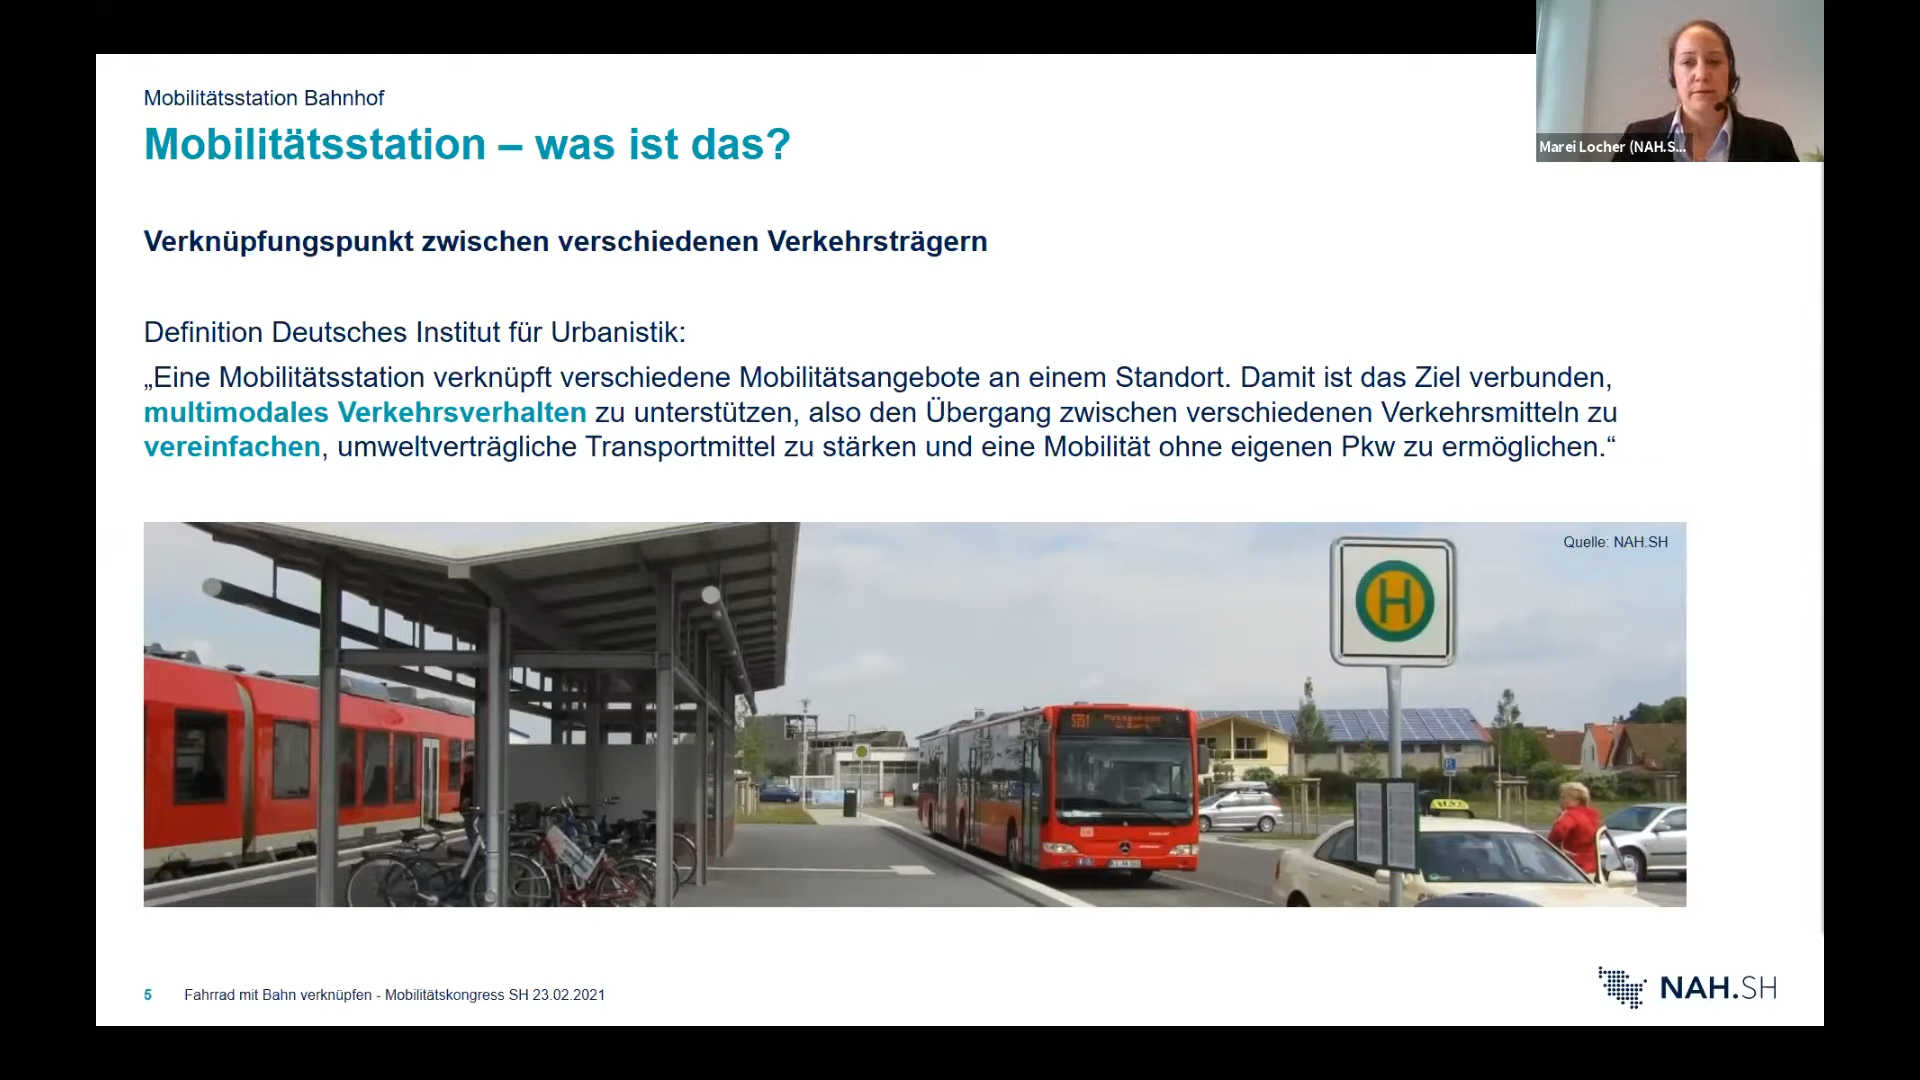 Marei Locher (NAH.S...
Mobilitätsstation Bahnhof
Mobilitätsstation – was ist das?
Verknüpfungspunkt zwischen verschiedenen Verkehrsträgern
Definition Deutsches Institut für Urbanistik:
„Eine Mobilitätsstation verknüpft verschiedene Mobilitätsangebote an einem Standort. Damit ist das Ziel verbunden,
multimodales Verkehrsverhalten zu unterstützen, also den Übergang zwischen verschiedenen Verkehrsmitteln zu
vereinfachen, umweltverträgliche Transportmittel zu stärken und eine Mobilität ohne eigenen Pkw zu ermöglichen.“
Quelle: NAH.SH
H
P
5 Fahrrad mit Bahn verknüpfen - Mobilitätskongress SH 23.02.2021
NAH.SH